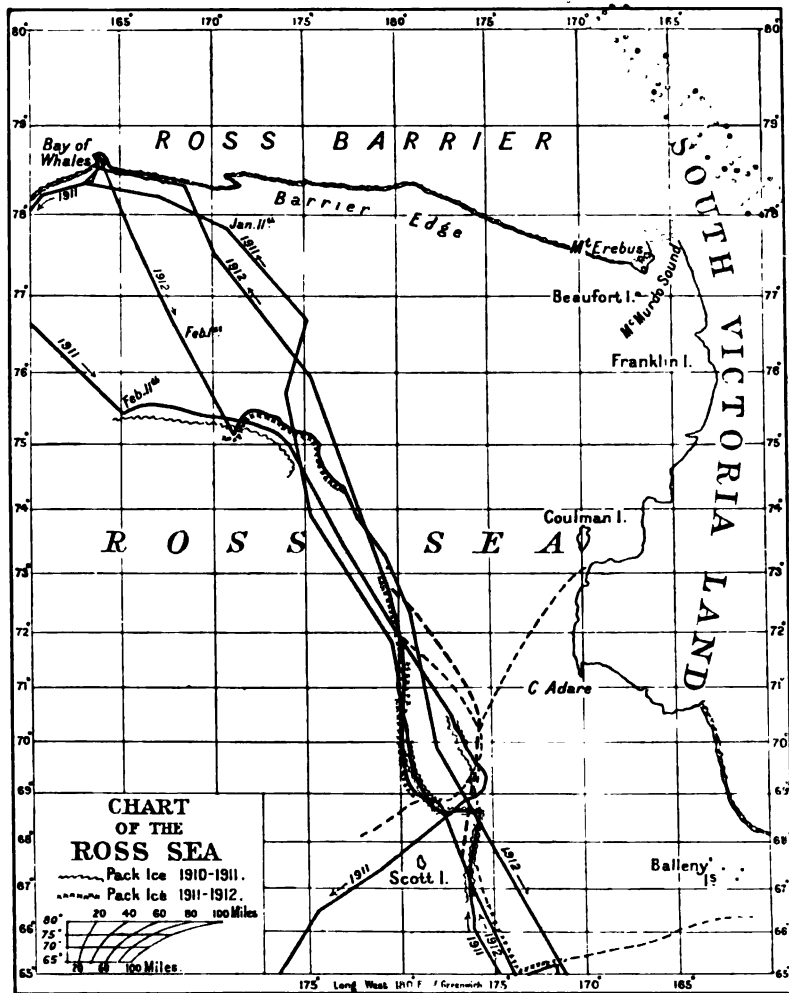 165° 170° 175° 180° 175° 170° 165°
80 80
79° 79°
ROSS BARRIER
Bay of
Whales
SOUTH VICTORIA LAND
1911
78° 78°
Barrier Edge
Jan. 11th
1911
1912
Mt Erebus
McMurdo Sound
77° 77°
1912
Beaufort Id.
Feb. 1st
Franklin I.
1911
76° 76°
Feb. 11th
75° 75°
74° 74°
Coulman I.
ROSS SEA
73° 73°
72° 72°
71° 71°
C Adare
70° 70°
69° 69°
CHART
OF THE
ROSS SEA
68° 68°
1911
1912
Scott I.
Balleny
Is
Pack Ice 1910-1911.
Pack Ice 1911-1912.
67° 67°
20 40 60 80 100 Miles
80°
75°
70°
65°
66° 66°
1911
1912
20 60 100 Miles.
65° 65°
175° Long West 180 E. / Greenwich 175° 170° 165°